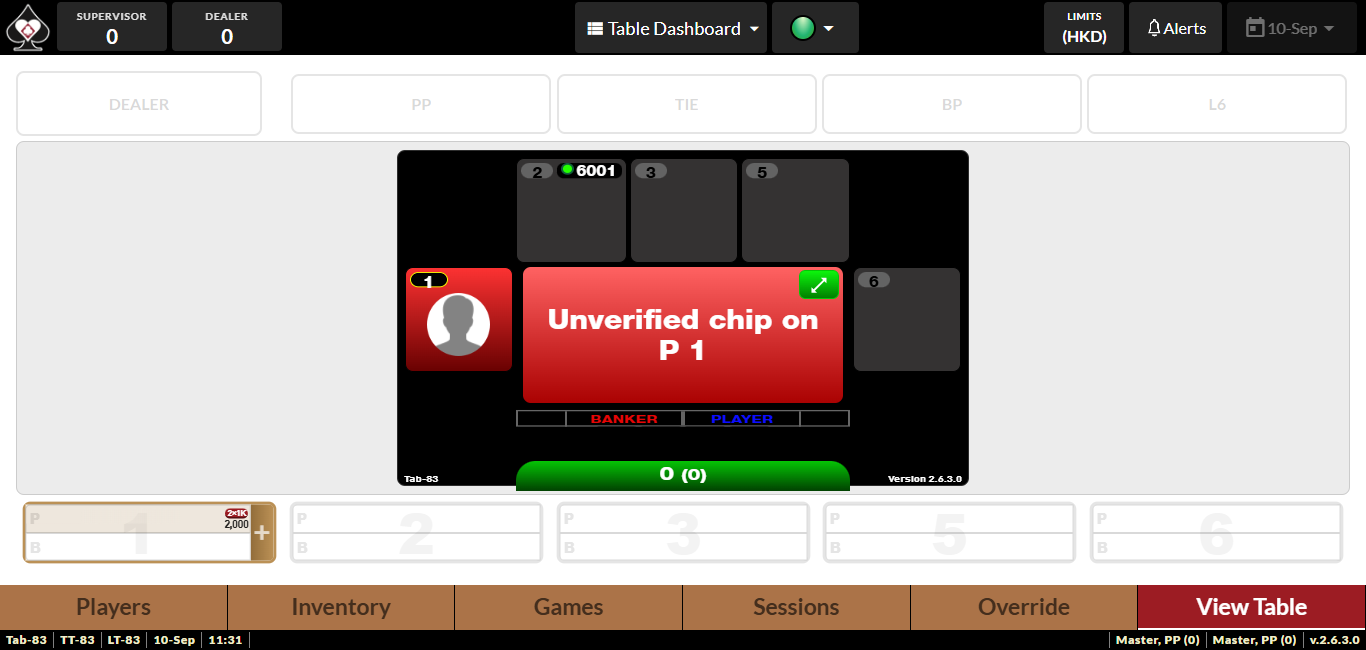 SUPERVISOR
0
DEALER
0
Table Dashboard
LIMITS
(HKD)
Alerts
10-Sep
DEALER
PP
TIE
BP
L6
2
6001
3
5
1
6
Unverified chip on
P 1
BANKER
PLAYER
0 (0)
Tab-83
Version 2.6.3.0
P
B
1
2×1K
2,000
+
P
B
2
P
B
3
P
B
5
P
B
6
Players
Inventory
Games
Sessions
Override
View Table
Tab-83
TT-83
LT-83
10-Sep
11:31
Master, PP (0)
Master, PP (0)
v.2.6.3.0